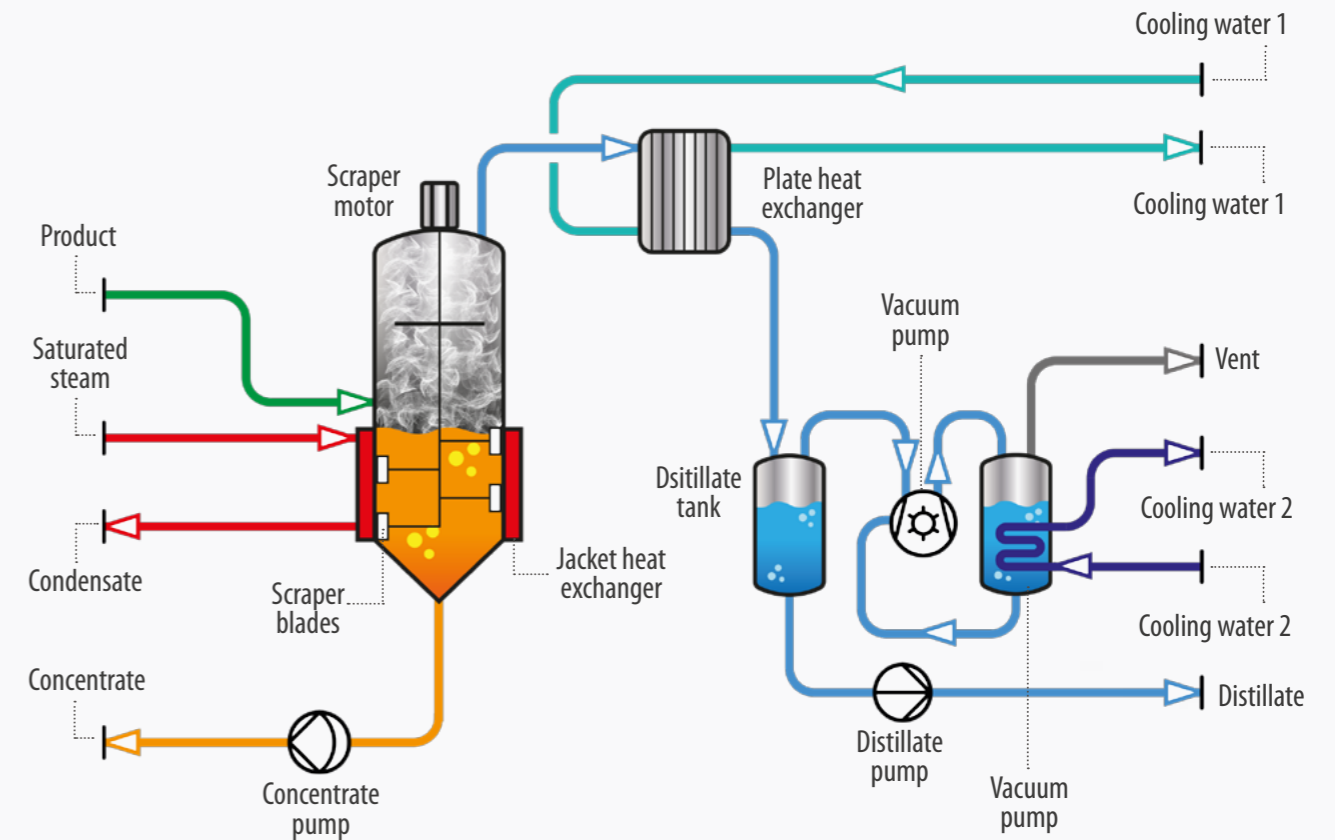 Cooling water 1
Cooling water 1
Scraper
motor
Plate heat
exchanger
Product
Saturated
steam
Vacuum
pump
Vent
Dsitillate
tank
Cooling water 2
Condensate
Scraper
blades
Jacket heat
exchanger
Cooling water 2
Concentrate
Distillate
Distillate
pump
Concentrate
pump
Vacuum
pump